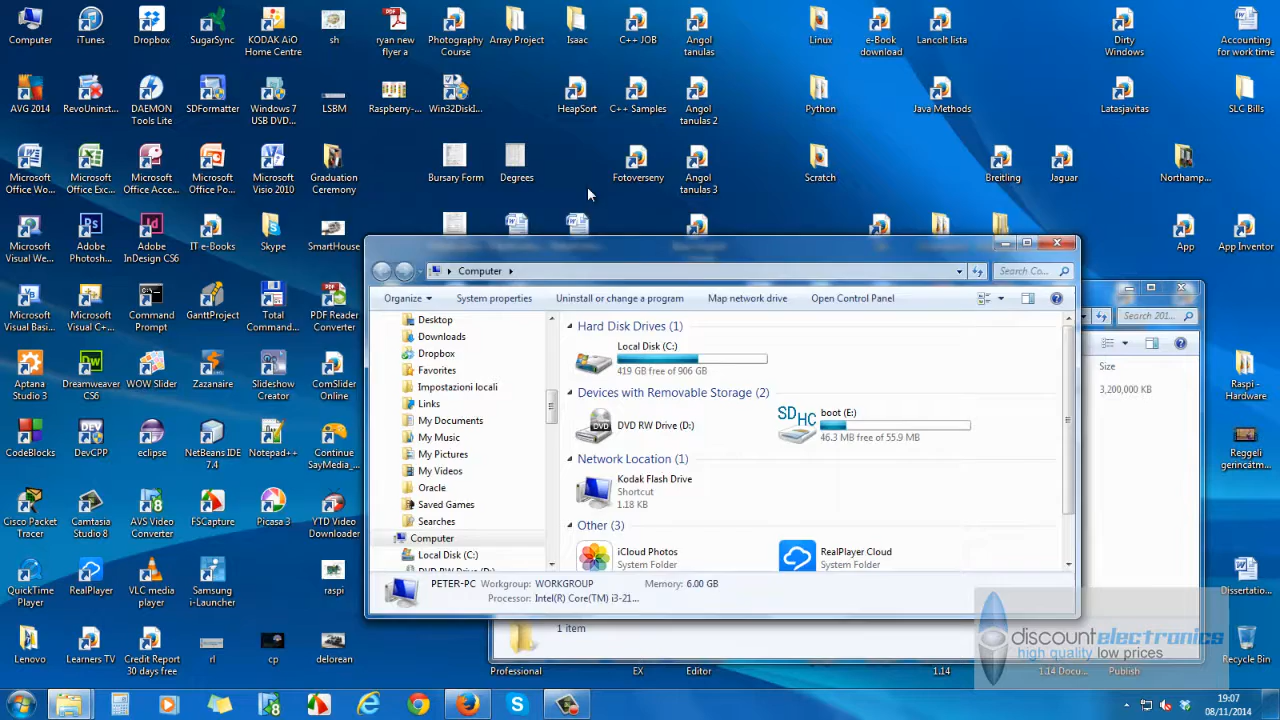 Computer
iTunes
Dropbox
SugarSync
KODAK AiO
Home Centre
sh
ryan new
flyer a
Photography
Course
Array Project
Isaac
C++ JOB
Angol
tanulas
Linux
e-Book
download
Lancolt lista
Dirty
Windows
Accounting
for work time
AVG 2014
RevoUninst...
DAEMON
Tools Lite
SDFormatter
Windows 7
USB DVD...
LSBM
Raspberry-...
Win32DiskI...
HeapSort
C++ Samples
Angol
tanulas 2
Python
Java Methods
Latasjavitas
SLC Bills
Microsoft
Office Wo...
Microsoft
Office Exc...
Microsoft
Office Acce...
Microsoft
Office Po...
Microsoft
Visio 2010
Graduation
Ceremony
Bursary Form
Degrees
Fotoverseny
Angol
tanulas 3
Scratch
Breitling
Jaguar
Northamp...
Microsoft
Visual We...
Adobe
Photosh...
Adobe
InDesign CS6
IT e-Books
Skype
SmartHouse
App
App Inventor
Microsoft
Visual Basi...
Microsoft
Visual C+...
Command
Prompt
GanttProject
Total
Comman...
PDF Reader
Converter
Aptana
Studio 3
Dreamweaver
CS6
WOW Slider
Zazanaire
Slideshow
Creator
ComSlider
Online
CodeBlocks
DevCPP
eclipse
NetBeans IDE
7.4
Notepad++
Continue
SayMedia_...
Cisco Packet
Tracer
Camtasia
Studio 8
AVS Video
Converter
FSCapture
Picasa 3
YTD Video
Downloader
QuickTime
Player
RealPlayer
VLC media
player
Samsung
i-Launcher
raspi
Lenovo
Learners TV
Credit Report
30 days free
rl
cp
delorean
Computer
Search Co...
Organize
System properties
Uninstall or change a program
Map network drive
Open Control Panel
Desktop
Downloads
Dropbox
Favorites
Impostazioni locali
Links
My Documents
My Music
My Pictures
My Videos
Oracle
Saved Games
Searches
Computer
Local Disk (C:)
DVD RW Drive (D:)
Hard Disk Drives (1)
Local Disk (C:)
419 GB free of 906 GB
Devices with Removable Storage (2)
DVD RW Drive (D:)
SDHC
boot (E:)
46.3 MB free of 55.9 MB
Network Location (1)
Kodak Flash Drive
Shortcut
1.18 KB
Other (3)
iCloud Photos
System Folder
RealPlayer Cloud
System Folder
PETER-PC Workgroup: WORKGROUP Memory: 6.00 GB
Processor: Intel(R) Core(TM) i3-21...
Search 201...
Size
3,200,000 KB
1 item
Professional
EX
Editor
1.14
1.14 Docu...
Publish
Raspi -
Hardware
Reggeli
gerinctám...
Dissertatio...
Recycle Bin
discountelectronics
high quality low prices
19:07
08/11/2014